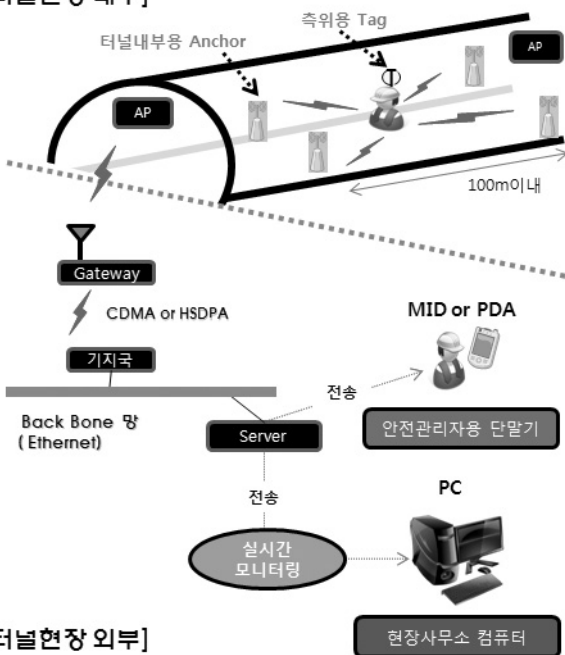 측위용 Tag
터널내부용 Anchor
AP
AP
100m이내
Gateway
CDMA or HSDPA
MID or PDA
기지국
전송
Back Bone 망
(Ethernet)
Server
안전관리자용 단말기
전송
PC
실시간
모니터링
터널현장 외부]
현장사무소 컴퓨터